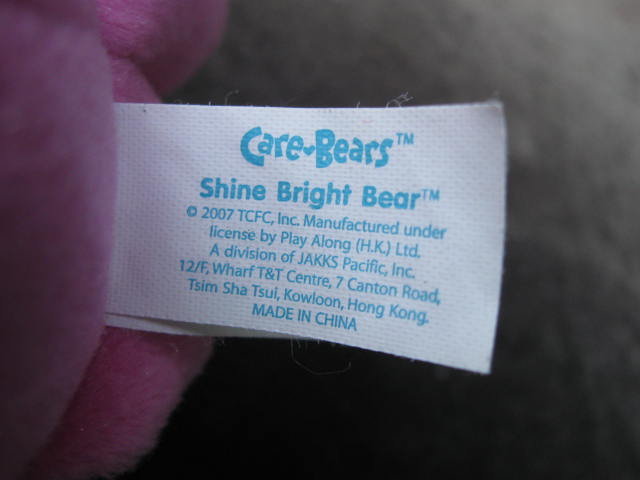 Care Bears™
Shine Bright Bear™
© 2007 TCFC, Inc. Manufactured under
license by Play Along (H.K.) Ltd.
A division of JAKKS Pacific, Inc.
12/F, Wharf T&T Centre, 7 Canton Road,
Tsim Sha Tsui, Kowloon, Hong Kong.
MADE IN CHINA